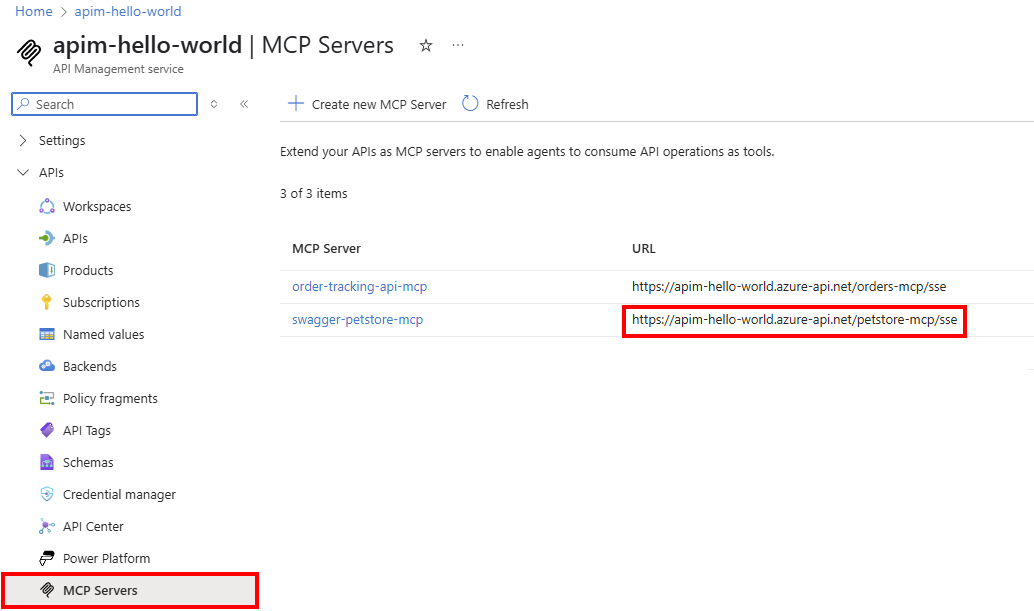 Home > apim-hello-world
apim-hello-world | MCP Servers
API Management service
Search
Create new MCP Server
Refresh
Settings
APIs
Workspaces
APIs
Products
Subscriptions
Named values
Backends
Policy fragments
API Tags
Schemas
Credential manager
API Center
Power Platform
MCP Servers
Extend your APIs as MCP servers to enable agents to consume API operations as tools.
3 of 3 items
MCP Server URL
order-tracking-api-mcp https://apim-hello-world.azure-api.net/orders-mcp/sse
swagger-petstore-mcp https://apim-hello-world.azure-api.net/petstore-mcp/sse